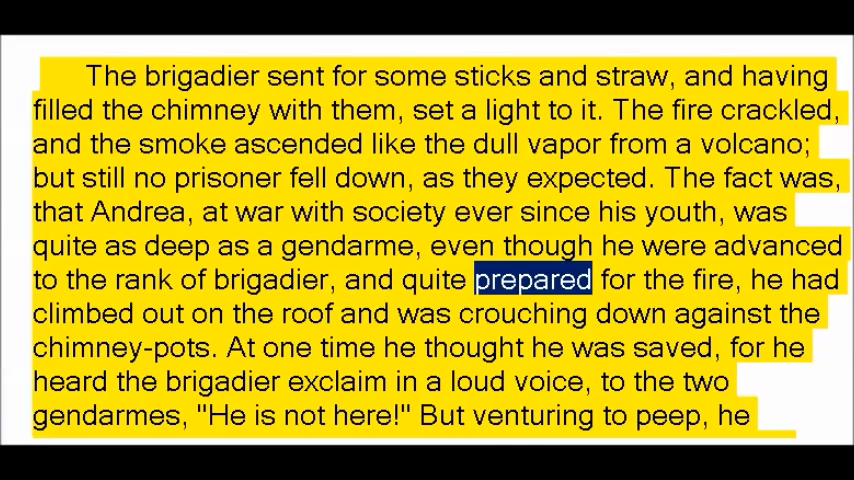 The brigadier sent for some sticks and straw, and having
filled the chimney with them, set a light to it. The fire crackled,
and the smoke ascended like the dull vapor from a volcano;
but still no prisoner fell down, as they expected. The fact was,
that Andrea, at war with society ever since his youth, was
quite as deep as a gendarme, even though he were advanced
to the rank of brigadier, and quite prepared for the fire, he had
climbed out on the roof and was crouching down against the
chimney-pots. At one time he thought he was saved, for he
heard the brigadier exclaim in a loud voice, to the two
gendarmes, "He is not here!" But venturing to peep, he